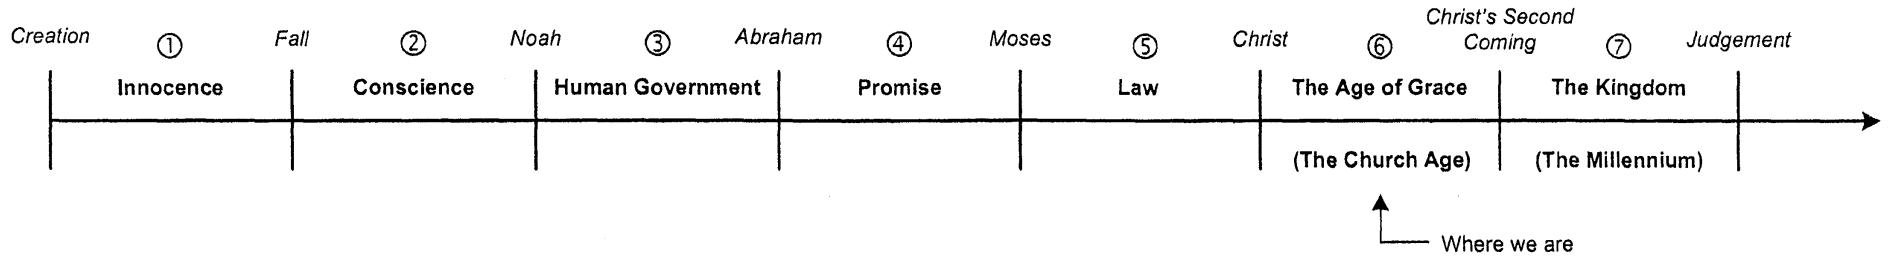 Christ's Second
Creation ① Fall ② Noah ③ Abraham ④ Moses ⑤ Christ ⑥ Coming ⑦ Judgement
Innocence Conscience Human Government Promise Law The Age of Grace The Kingdom
(The Church Age) (The Millennium)
Where we are